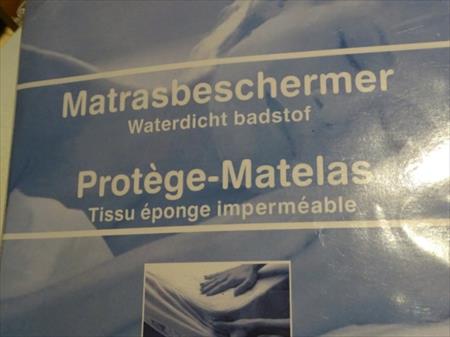 Matrasbeschermer
Waterdicht badstof
Protège-Matelas
Tissu éponge imperméable